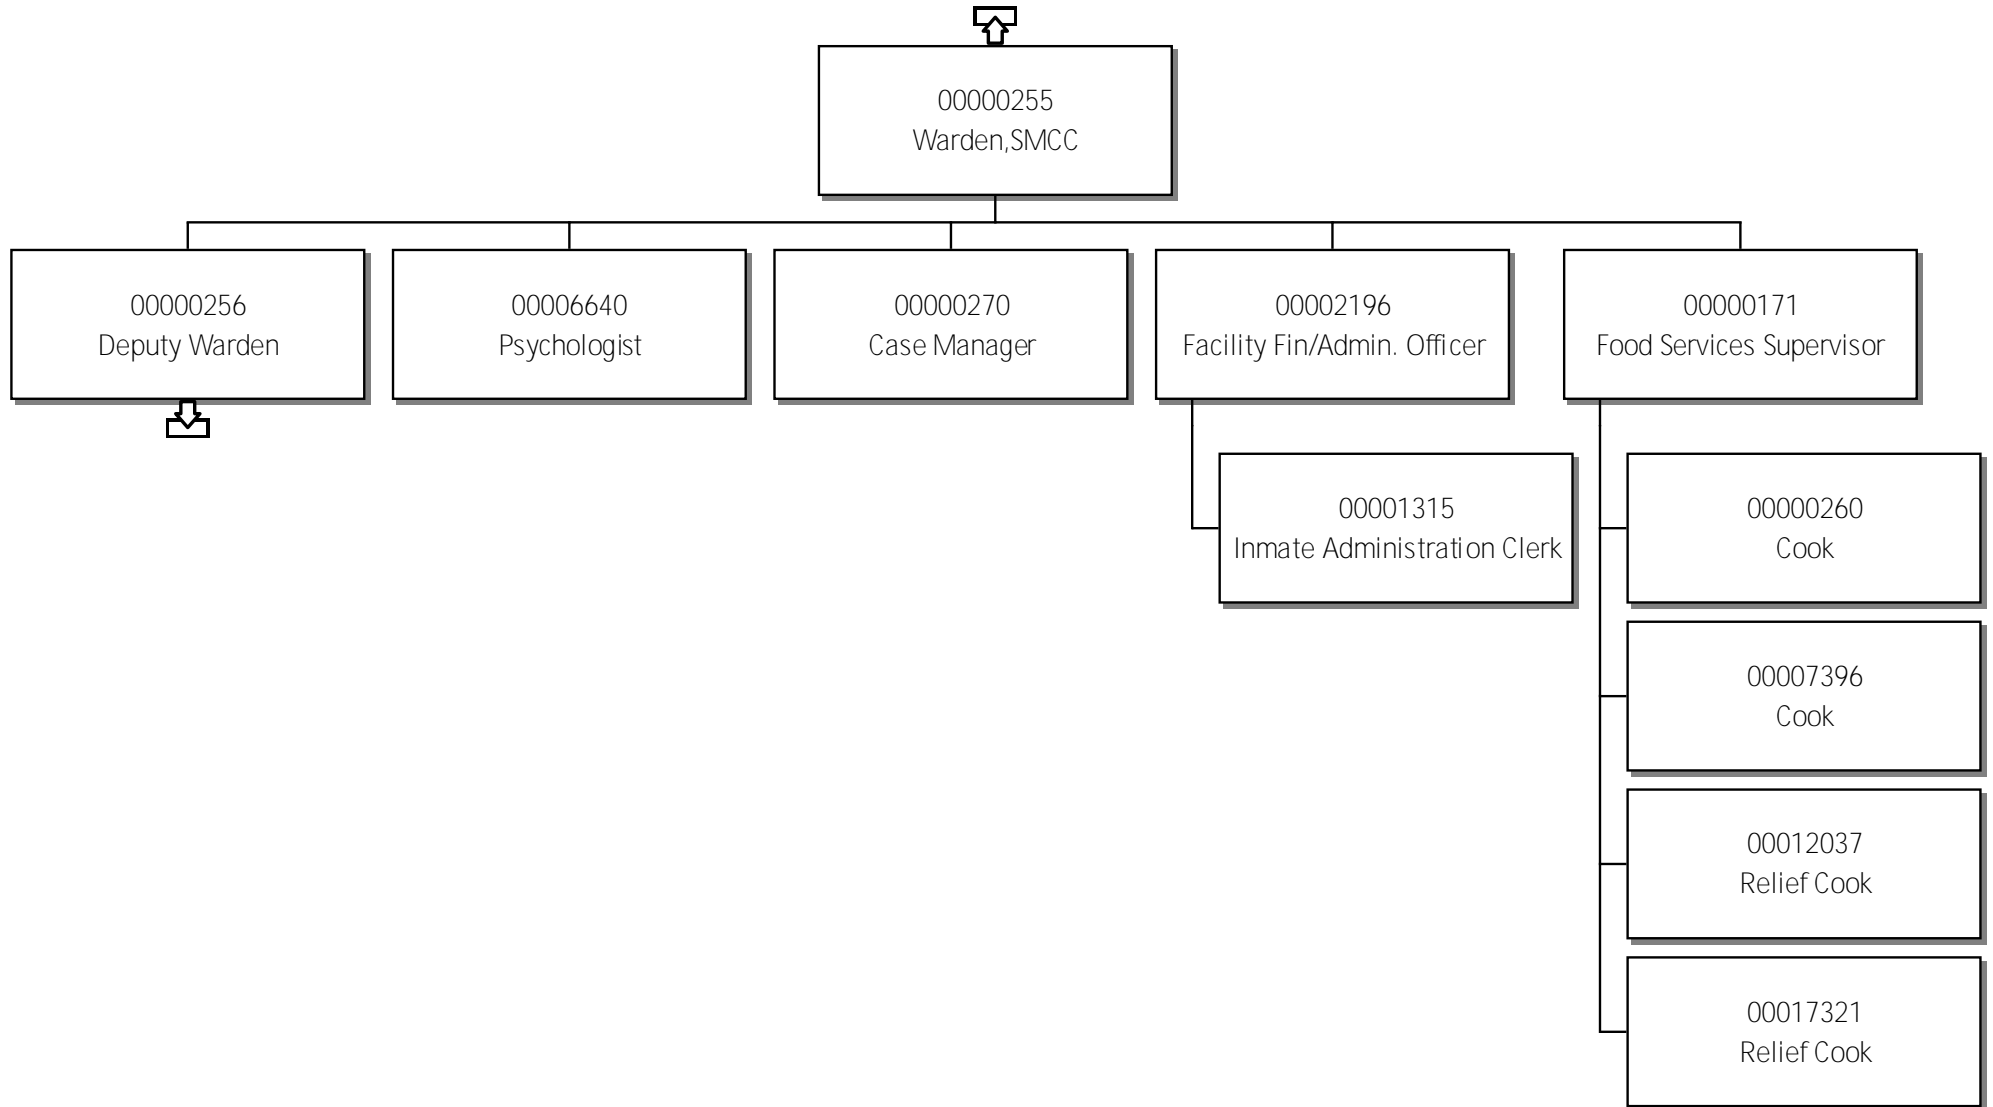 00000255
Warden,SMCC
00000256
Deputy Warden
00006640
Psychologist
00000270
Case Manager
00002196
Facility Fin/Admin. Officer
00000171
Food Services Supervisor
00001315
Inmate Administration Clerk
00000260
Cook
00007396
Cook
00012037
Relief Cook
00017321
Relief Cook